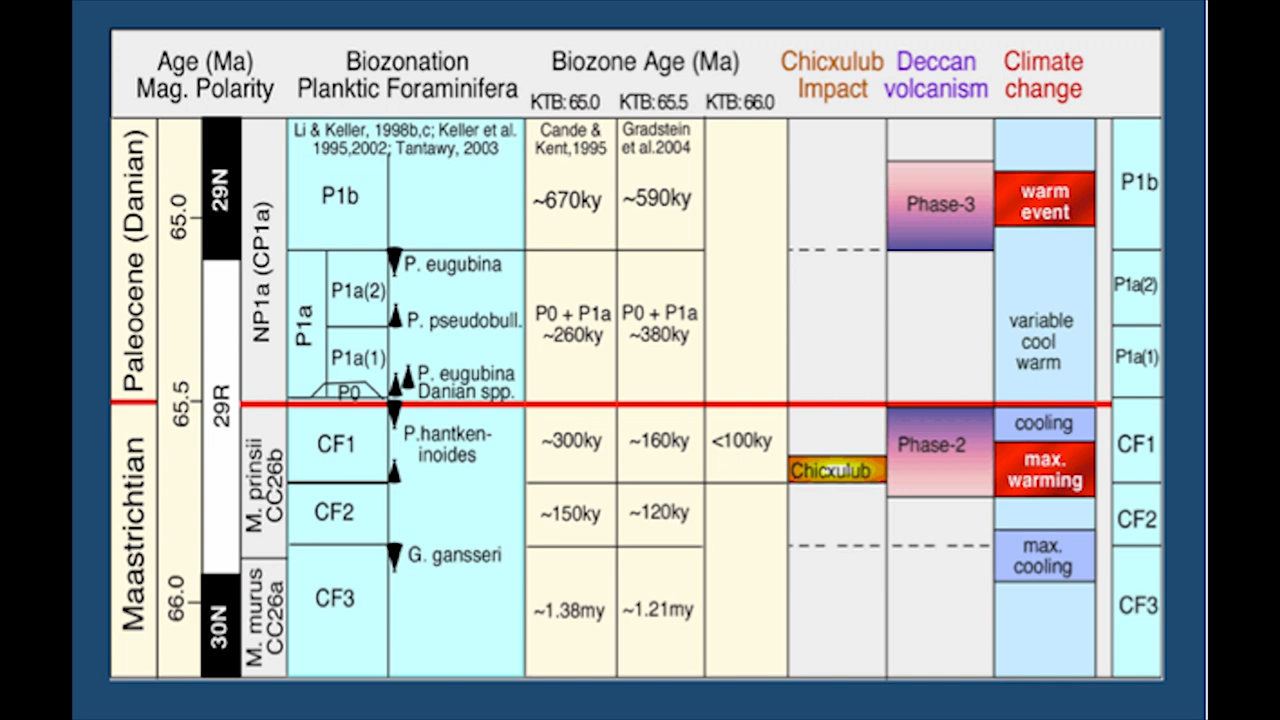 Age (Ma)
Mag. Polarity
Biozonation
Planktic Foraminifera
Biozone Age (Ma)
KTB: 65.0
KTB: 65.5
KTB: 66.0
Chicxulub
Impact
Deccan
volcanism
Climate
change
Paleocene (Danian)
Maastrichtian
65.0
65.5
66.0
29N
29R
30N
NP1a (CP1a)
M. prinsii
CC26b
M. murus
CC26a
Li & Keller, 1998b,c; Keller et al.
1995,2002; Tantawy, 2003
P1b
P1a
P1a(2)
P1a(1)
P0
CF1
CF2
CF3
P. eugubina
P. pseudobull.
P. eugubina
Danian spp.
P.hantken-
inoides
G. gansseri
Cande &
Kent,1995
~670ky
P0 + P1a
~260ky
~300ky
~150ky
~1.38my
Gradstein
et al.2004
~590ky
P0 + P1a
~380ky
~160ky
~120ky
~1.21my
<100ky
Chicxulub
Phase-3
Phase-2
warm
event
variable
cool
warm
cooling
max.
warming
max.
cooling
P1b
P1a(2)
P1a(1)
CF1
CF2
CF3